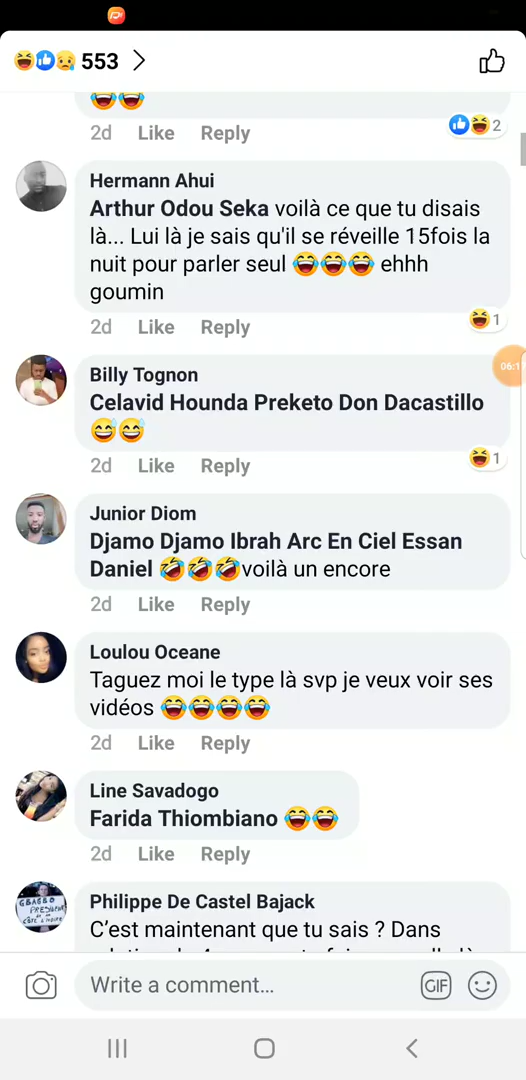 553
2d Like Reply 2
Hermann Ahui
Arthur Odou Seka voilà ce que tu disais
là... Lui là je sais qu'il se réveille 15fois la
nuit pour parler seul 😂😂😂 ehhh
goumin
2d Like Reply 1
Billy Tognon
06:1
Celavid Hounda Preketo Don Dacastillo
😅😅
2d Like Reply 1
Junior Diom
Djamo Djamo Ibrah Arc En Ciel Essan
Daniel 🤣🤣🤣voilà un encore
2d Like Reply
Loulou Oceane
Taguez moi le type là svp je veux voir ses
vidéos 😂😂😂😂
2d Like Reply
Line Savadogo
Farida Thiombiano 😂😂
2d Like Reply
Philippe De Castel Bajack
GBAGBO
C'est maintenant que tu sais ? Dans
Write a comment... GIF